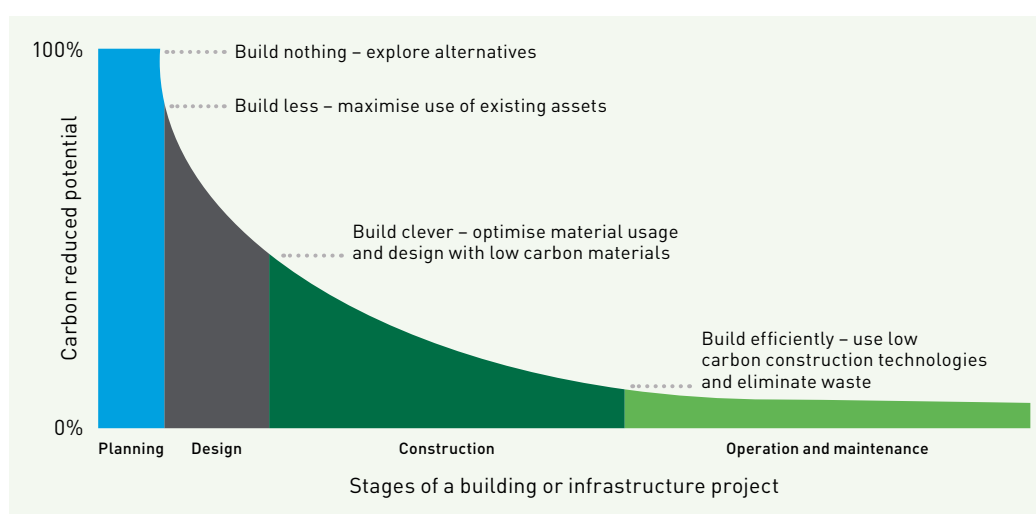 100%
Build nothing – explore alternatives
Build less – maximise use of existing assets
Carbon reduced potential
Build clever – optimise material usage
and design with low carbon materials
Build efficiently – use low
carbon construction technologies
and eliminate waste
0%
Planning
Design
Construction
Operation and maintenance
Stages of a building or infrastructure project